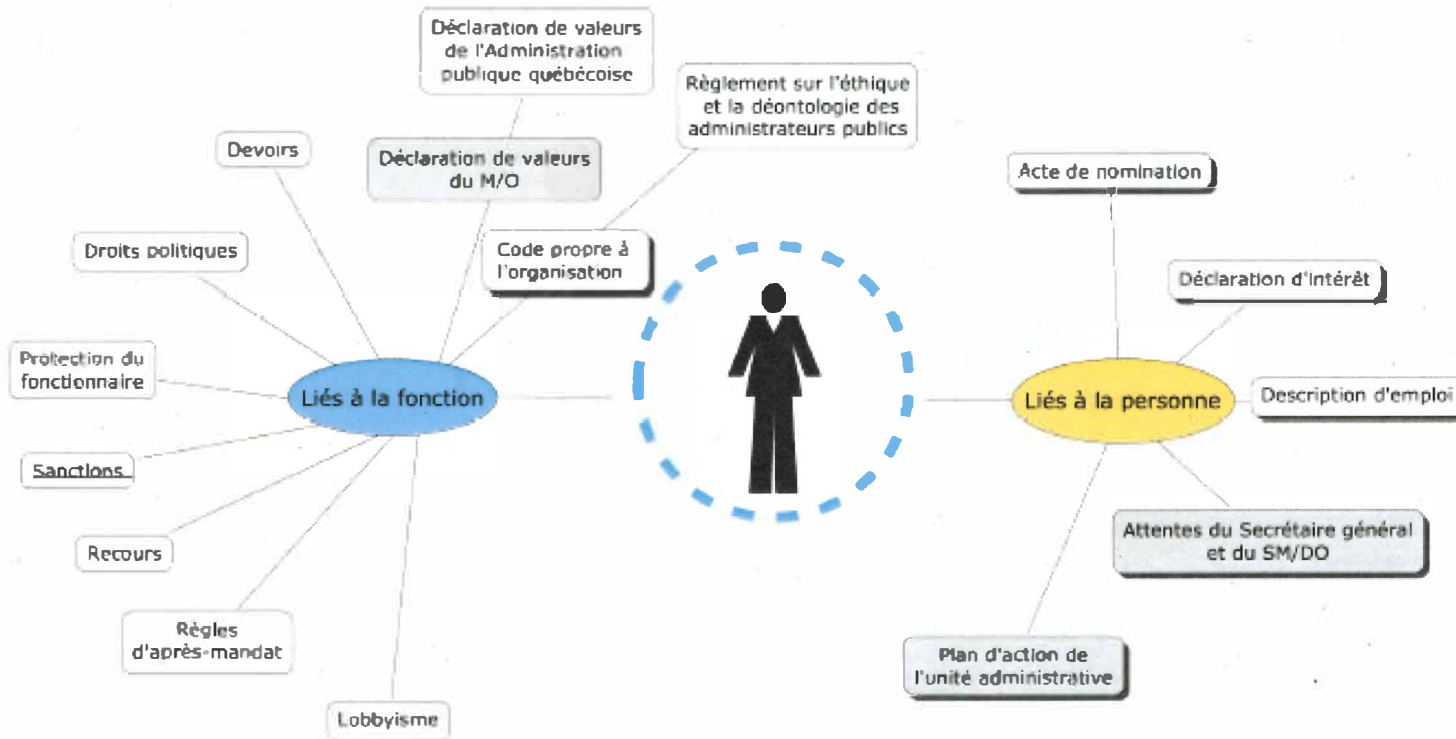 Déclaration de valeurs
de l'Administration
publique québécoise
Règlement sur l'éthique
et la déontologie des
administrateurs publics
Devoirs
Déclaration de valeurs
du M/O
Acte de nomination
Droits politiques
Code propre à
l'organisation
Déclaration d'intérêt
Protection du
fonctionnaire
Liés à la fonction
Liés à la personne
Description d'emploi
Sanctions
Attentes du Secrétaire général
et du SM/DO
Recours
Règles
d'après-mandat
Plan d'action de
l'unité administrative
Lobbyisme